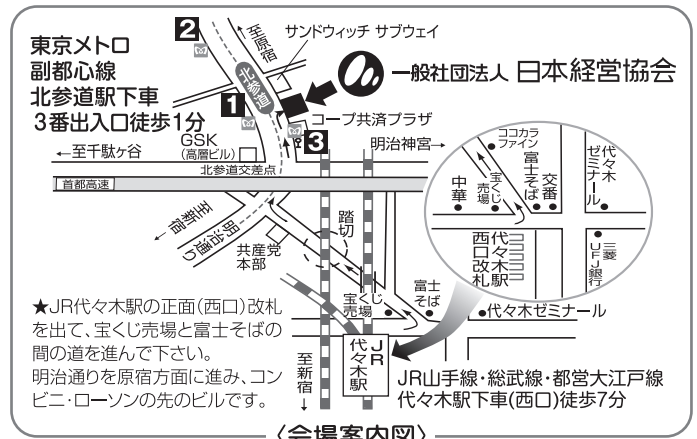 東京メトロ
副都心線
北参道駅下車
3番出入口徒歩1分
2
至原宿
サンドウィッチ サブウェイ
北参道
一般社団法人 日本経営協会
1
コープ共済プラザ
3
GSK
(高層ビル)
明治神宮→
←至千駄ヶ谷
北参道交差点
首都高速
至新宿
明治通り
共産党
本部
踏切
宝くじ
売場
富士
そば
代々木ゼミナール
ココカラ
ファイン
中華
宝くじ
売場
富士そば
交番
代々木
ゼミナール
代々木駅
西口改札
三菱
UFJ銀行
★JR代々木駅の正面(西口)改札
を出て、宝くじ売場と富士そばの
間の道を進んで下さい。
明治通りを原宿方面に進み、コン
ビニ・ローソンの先のビルです。
至新宿
JR
代々木駅
JR山手線・総武線・都営大江戸線
代々木駅下車(西口)徒歩7分
〈会場案内図〉